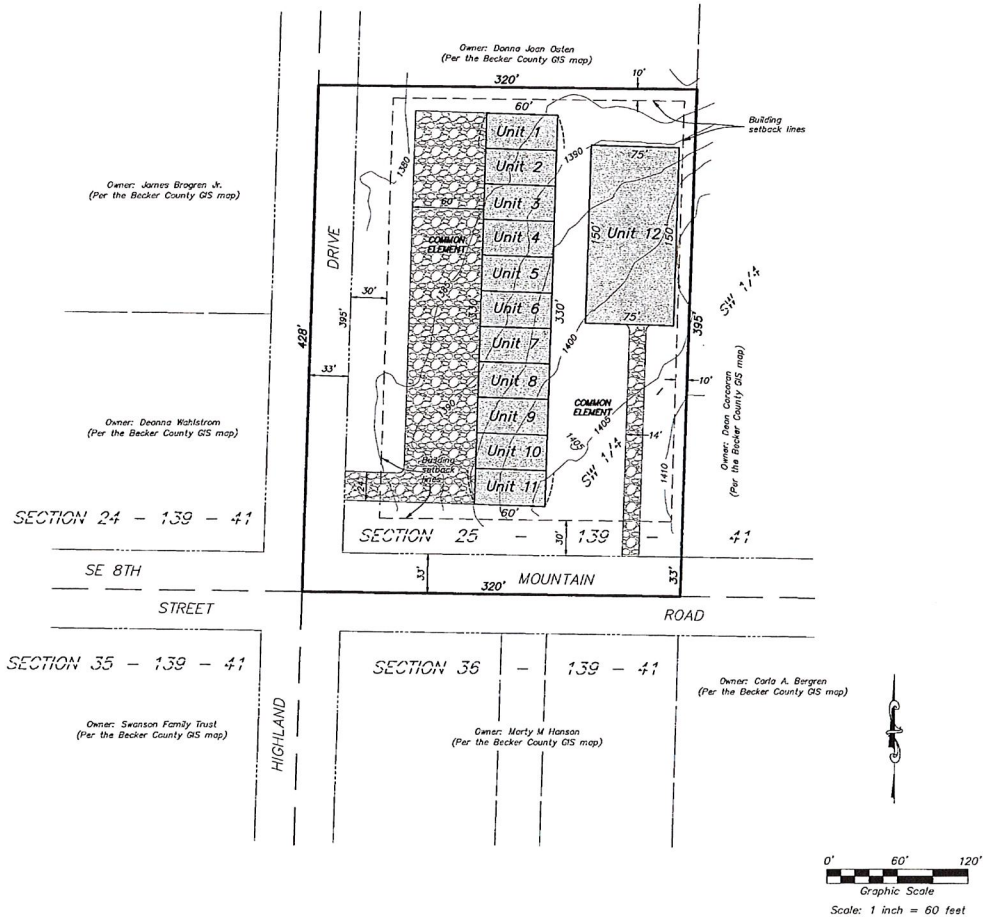 Owner: Donna Joan Osten
(Per the Becker County GIS map)
320'
10'
60'
Building
setback lines
Unit 1
Unit 2
Unit 3
Unit 4
Unit 5
Unit 6
Unit 7
Unit 8
Unit 9
Unit 10
Unit 11
60'
1390
75'
150'
Unit 12
150'
75'
1380
60'
COMMON
ELEMENT
1385
330'
330'
1390
1400
Owner: James Brogren Jr.
(Per the Becker County GIS map)
DRIVE
30'
395'
428'
33'
SW 1/4
395'
10'
Owner: Dean Corcoran
(Per the Becker County GIS map)
COMMON
ELEMENT
1405
1405
SW 1/4
14'
1410
Owner: Deanna Wahlstrom
(Per the Becker County GIS map)
Building
setback
lines
24'
SECTION 24 - 139 - 41
SECTION 25 - 139 - 41
30'
SE 8TH
33'
MOUNTAIN
33'
320'
STREET
ROAD
SECTION 35 - 139 - 41
SECTION 36 - 139 - 41
Owner: Carla A. Bergren
(Per the Becker County GIS map)
Owner: Swanson Family Trust
(Per the Becker County GIS map)
HIGHLAND
Owner: Marty M Hanson
(Per the Becker County GIS map)
0' 60' 120'
Graphic Scale
Scale: 1 inch = 60 feet